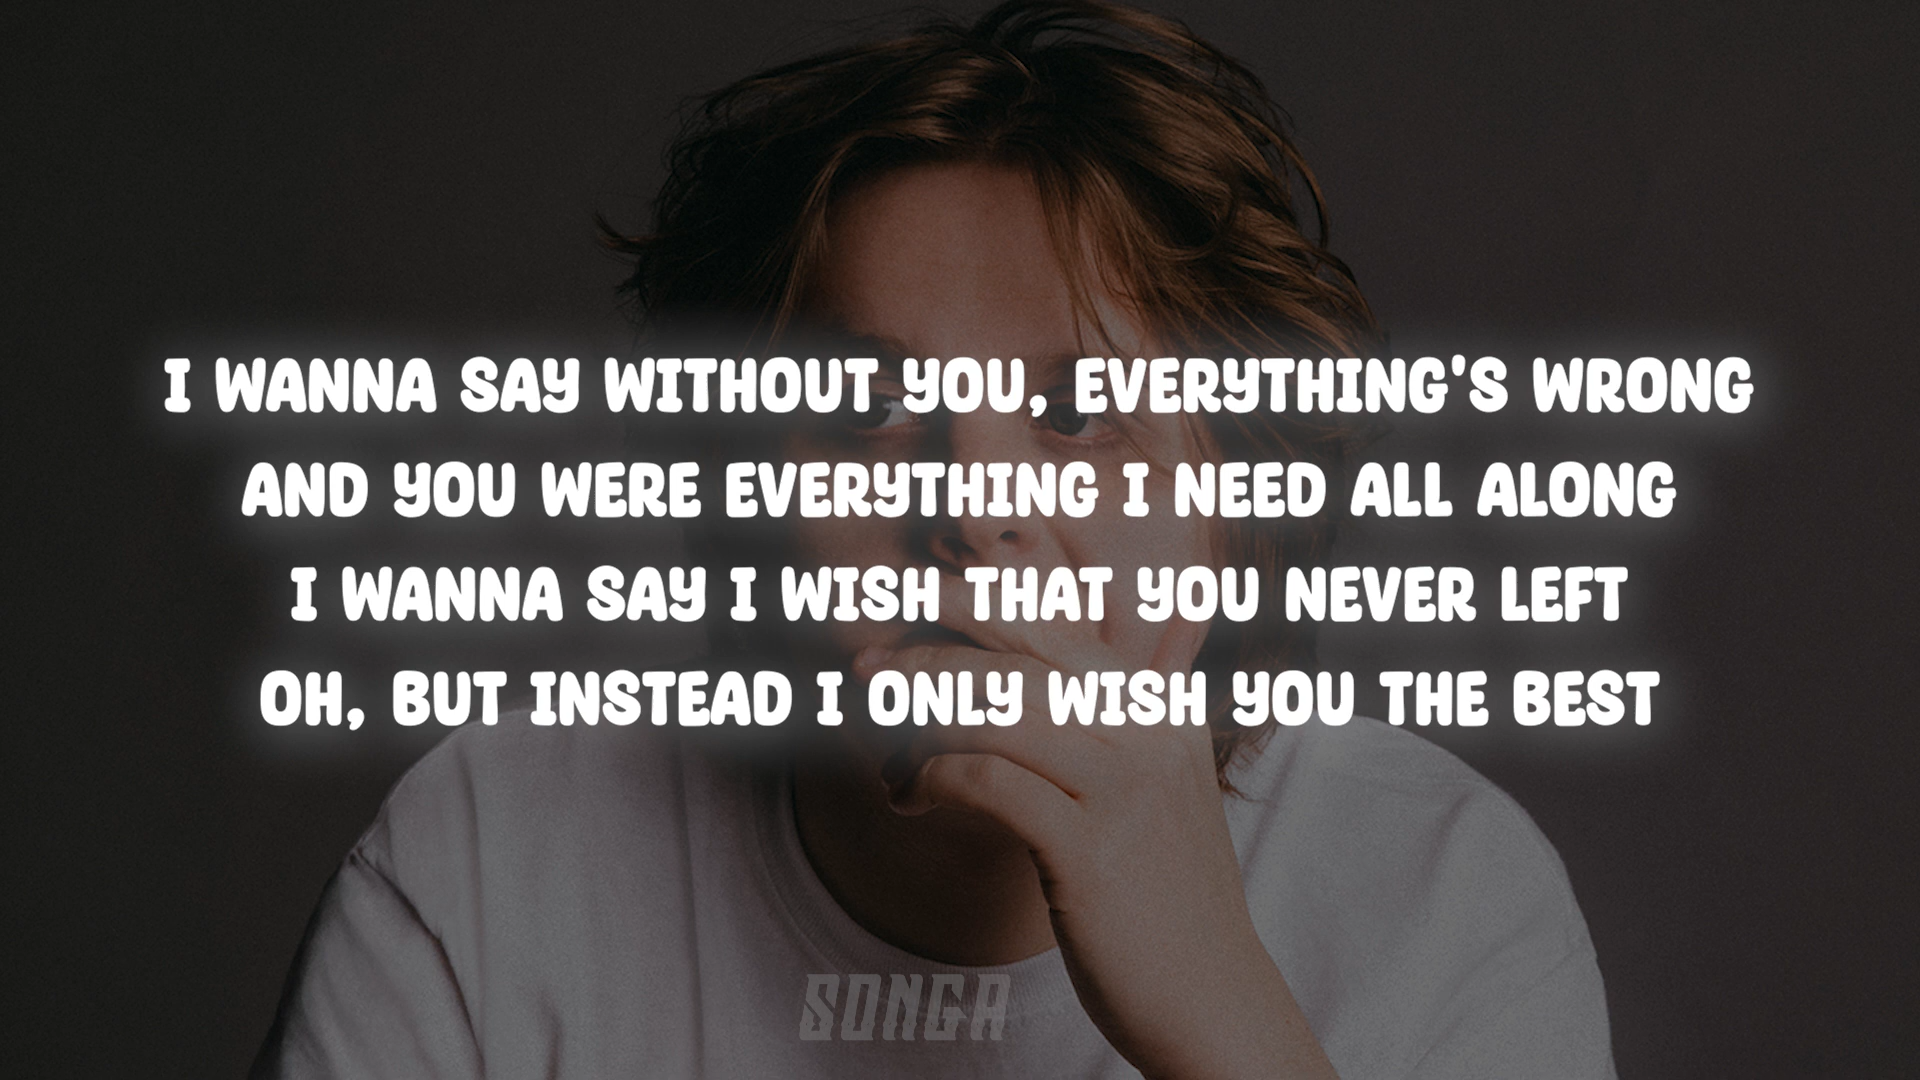 I WANNA SAY WITHOUT YOU, EVERYTHING'S WRONG
AND YOU WERE EVERYTHING I NEED ALL ALONG
I WANNA SAY I WISH THAT YOU NEVER LEFT
OH, BUT INSTEAD I ONLY WISH YOU THE BEST
SONGA